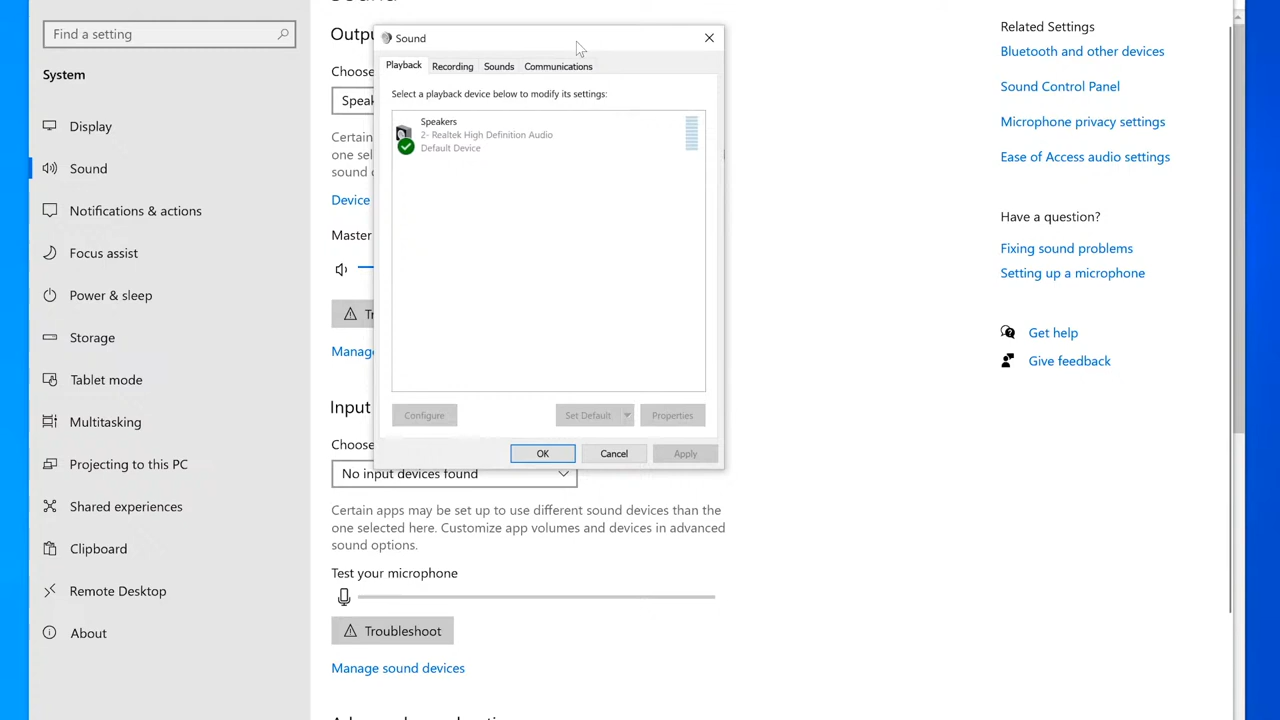 Find a setting
System
Display
Sound
Notifications & actions
Focus assist
Power & sleep
Storage
Tablet mode
Multitasking
Projecting to this PC
Shared experiences
Clipboard
Remote Desktop
About
Sound
Playback Recording Sounds Communications
Select a playback device below to modify its settings:
Speakers
2- Realtek High Definition Audio
Default Device
Configure Set Default Properties
OK Cancel Apply
Choose
Certain
one
sound
Device
Master
Manage
Input
Choose
No input devices found
Certain apps may be set up to use different sound devices than the
one selected here. Customize app volumes and devices in advanced
sound options.
Test your microphone
Troubleshoot
Manage sound devices
Related Settings
Bluetooth and other devices
Sound Control Panel
Microphone privacy settings
Ease of Access audio settings
Have a question?
Fixing sound problems
Setting up a microphone
Get help
Give feedback